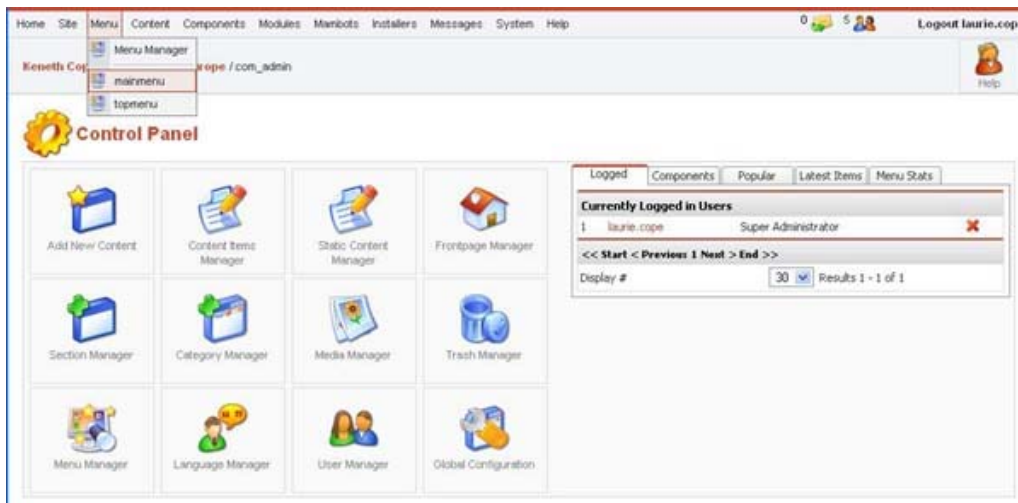 Home Site Menu Content Components Modules Mambots Installers Messages System Help 0 5 Logout laurie.cop
Menu Manager
Keneth Cop rope / com_admin
mainmenu
Help
topmenu
Control Panel
Logged Components Popular Latest Items Menu Stats
Currently Logged in Users
1 laurie.cope Super Administrator
<< Start < Previous 1 Next > End >>
Display # 30 Results 1 - 1 of 1
Add New Content Content Items Manager Static Content Manager Frontpage Manager
Section Manager Category Manager Media Manager Trash Manager
Menu Manager Language Manager User Manager Global Configuration